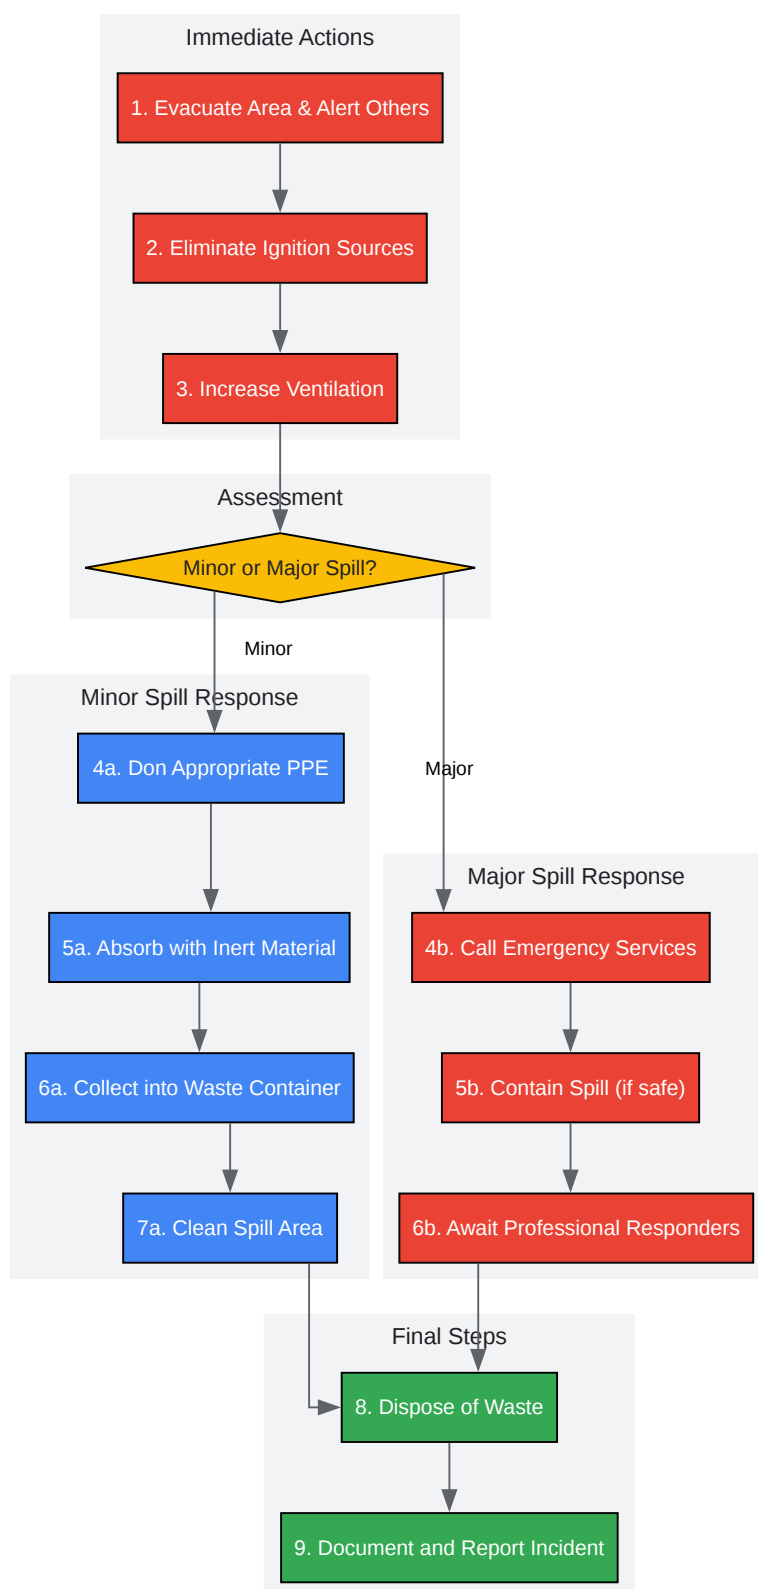 Immediate Actions
1. Evacuate Area & Alert Others
2. Eliminate Ignition Sources
3. Increase Ventilation
Assessment
Minor or Major Spill?
Minor
Minor Spill Response
4a. Don Appropriate PPE
5a. Absorb with Inert Material
6a. Collect into Waste Container
7a. Clean Spill Area
Major
Major Spill Response
4b. Call Emergency Services
5b. Contain Spill (if safe)
6b. Await Professional Responders
Final Steps
8. Dispose of Waste
9. Document and Report Incident